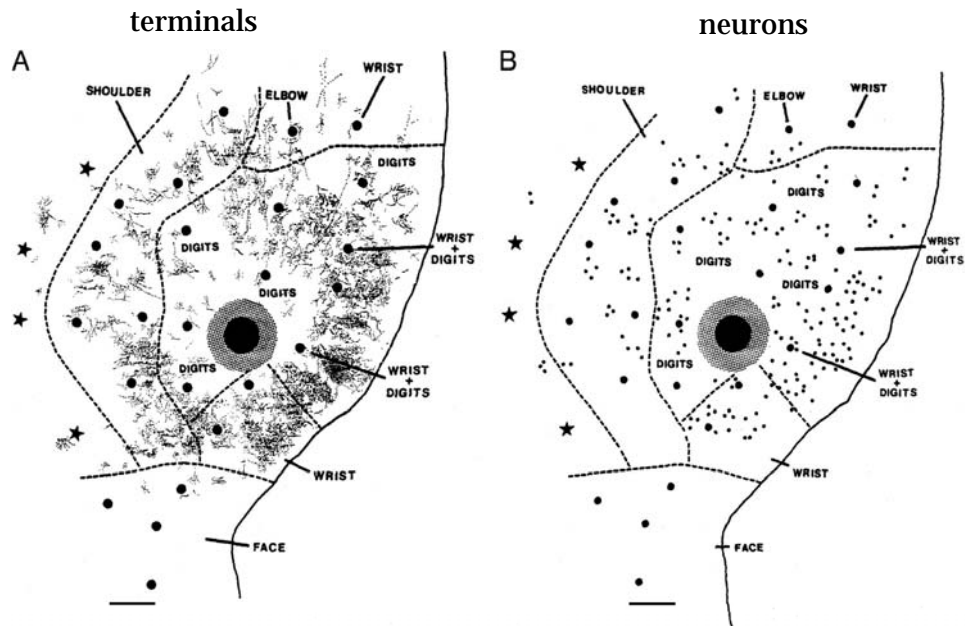 terminals
A
SHOULDER
ELBOW
WRIST
DIGITS
DIGITS
WRIST
+
DIGITS
DIGITS
DIGITS
WRIST
+
DIGITS
WRIST
FACE
neurons
B
SHOULDER
ELBOW
WRIST
DIGITS
DIGITS
WRIST
+
DIGITS
DIGITS
DIGITS
WRIST
+
DIGITS
WRIST
FACE